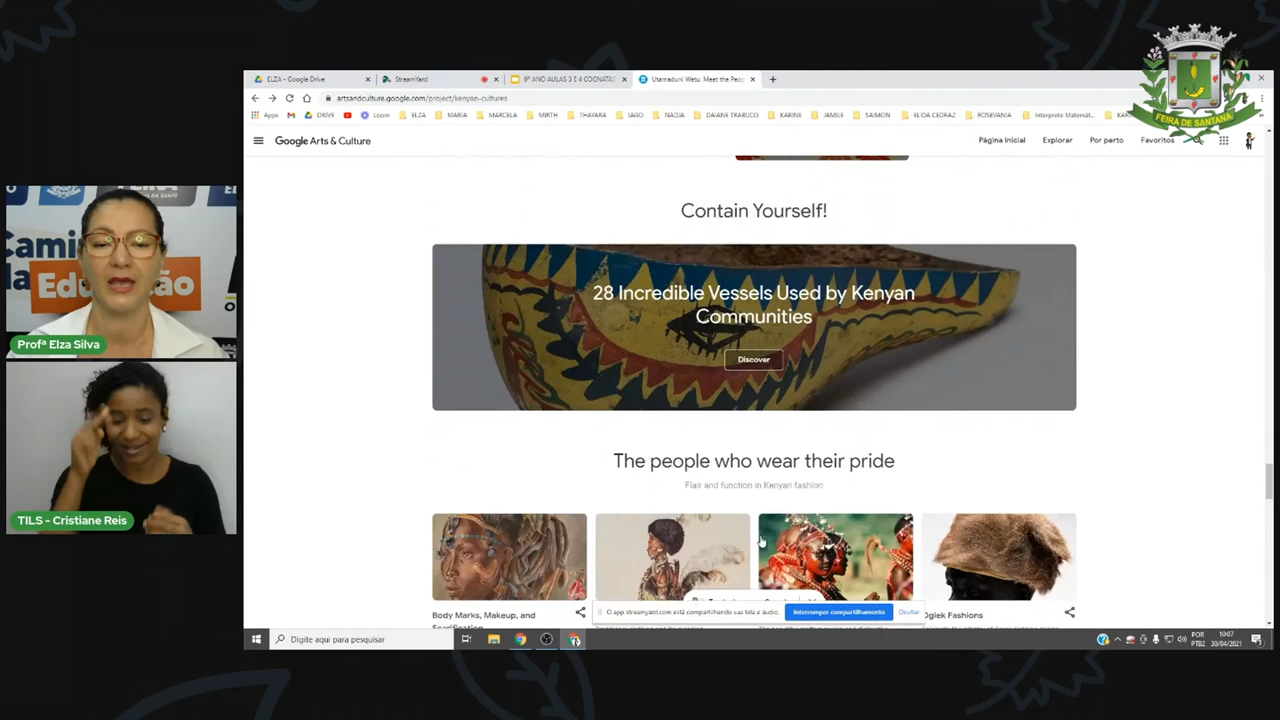 ELZA - Google Drive
StreamYard
9º ANO AULAS 3 E 4 COGNATAS
Utamaduni Wetu: Meet the Peop
artsandculture.google.com/project/kenyan-cultures
Apps
DRIVE
Loom
ELZA
MARIA
MARCELA
MIRTH
THAYARA
IAGO
NADJA
DAIANE TRABUCO
KARINE
JAMILE
SAIMON
ELIDA CEDRAZ
ROSEVANIA
Interprete Matemát...
FEIRA DE SANTANA
Google Arts & Culture
Página Inicial
Explorar
Por perto
Favoritos
Contain Yourself!
28 Incredible Vessels Used by Kenyan
Communities
Discover
The people who wear their pride
Flair and function in Kenyan fashion
Body Marks, Makeup, and
Ogiek Fashions
O app streamyard.com está compartilhando sua tela e áudio.
Interromper compartilhamento
Ocultar
Digite aqui para pesquisar
POR
PTB2
10:07
30/04/2021
Profª Elza Silva
TILS - Cristiane Reis